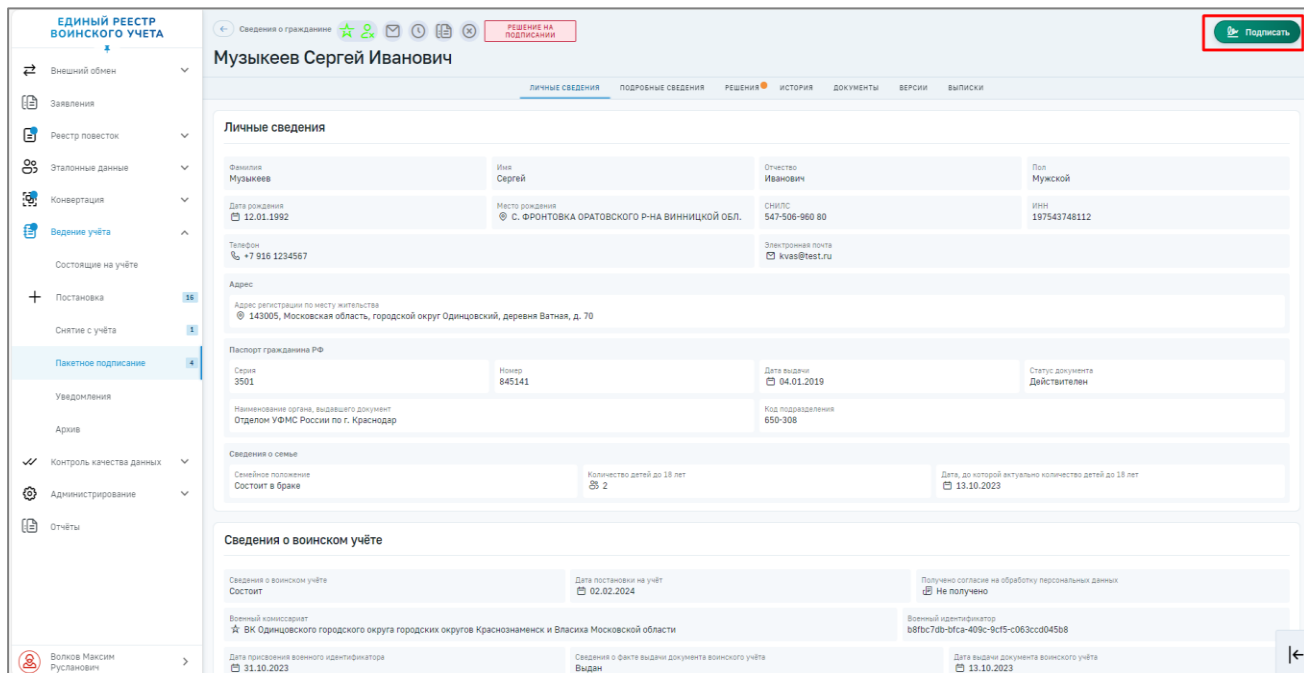 ЕДИНЫЙ РЕЕСТР
ВОИНСКОГО УЧЕТА
Внешний обмен
Заявления
Реестр повесток
Эталонные данные
Конвертация
Ведение учёта
Состоящие на учёте
Постановка 16
Снятие с учёта 1
Пакетное подписание 4
Уведомления
Архив
Контроль качества данных
Администрирование
Отчёты
Волков Максим
Русланович
Сведения о гражданине
РЕШЕНИЕ НА
ПОДПИСАНИИ
Подписать
Музыкеев Сергей Иванович
ЛИЧНЫЕ СВЕДЕНИЯ ПОДРОБНЫЕ СВЕДЕНИЯ РЕШЕНИЯ ИСТОРИЯ ДОКУМЕНТЫ ВЕРСИИ ВЫПИСКИ
Личные сведения
Фамилия Имя Отчество Пол
Музыкеев Сергей Иванович Мужской
Дата рождения Место рождения СНИЛС ИНН
12.01.1992 С. ФРОНТОВКА ОРАТОВСКОГО Р-НА ВИННИЦКОЙ ОБЛ. 547-506-960 80 197543748112
Телефон Электронная почта
+7 916 1234567 kvas@test.ru
Адрес
Адрес регистрации по месту жительства
143005, Московская область, городской округ Одинцовский, деревня Ватная, д. 70
Паспорт гражданина РФ
Серия Номер Дата выдачи Статус документа
3501 845141 04.01.2019 Действителен
Наименование органа, выдавшего документ Код подразделения
Отделом УФМС России по г. Краснодар 650-308
Сведения о семье
Семейное положение Количество детей до 18 лет Дата, до которой актуально количество детей до 18 лет
Состоит в браке 2 13.10.2023
Сведения о воинском учёте
Сведения о воинском учёте Дата постановки на учёт Получено согласие на обработку персональных данных
Состоит 02.02.2024 Не получено
Военный комиссариат Военный идентификатор
ВК Одинцовского городского округа городских округов Краснознаменск и Власиха Московской области b8fbc7db-bfca-409c-9cf5-c063ccd045b8
Дата присвоения военного идентификатора Сведения о факте выдачи документа воинского учёта Дата выдачи документа воинского учёта
31.10.2023 Выдан 13.10.2023